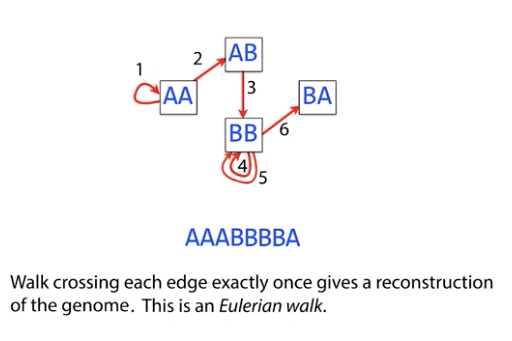 AB
2
1
3
AA
BA
BB
6
4
5
AAABBBBA
Walk crossing each edge exactly once gives a reconstruction
of the genome. This is an Eulerian walk.